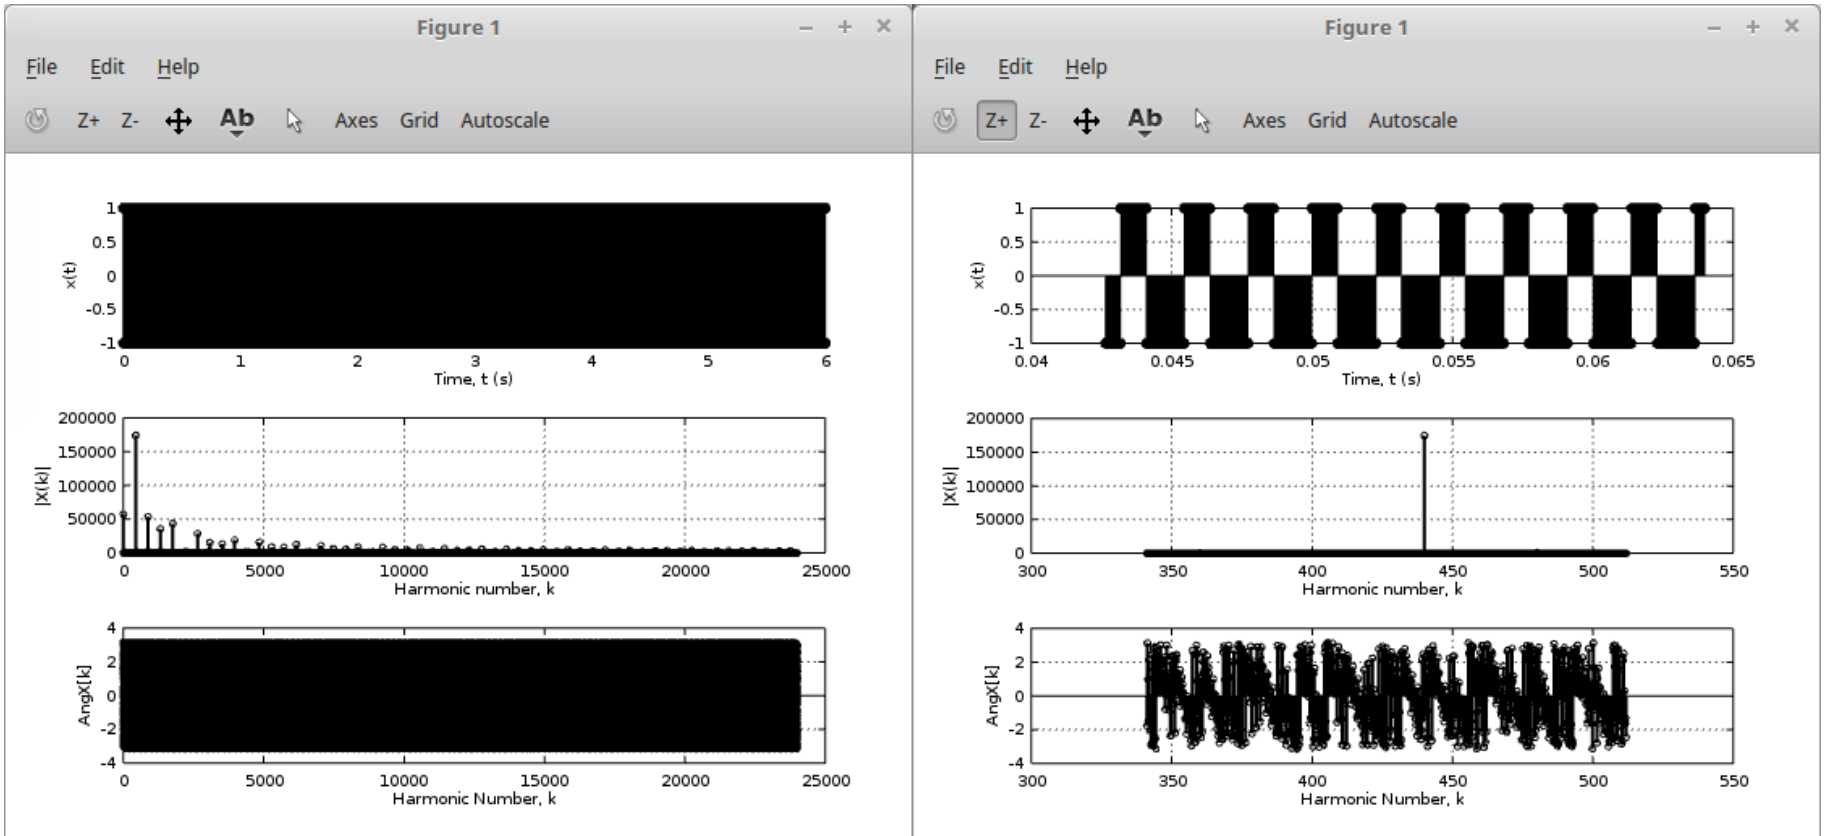 Figure 1
File Edit Help
Z+ Z- Ab Axes Grid Autoscale
1
0.5
0
-0.5
-1
x(t)
0 1 2 3 4 5 6
Time, t (s)
200000
150000
100000
50000
0
|X(k)|
0 5000 10000 15000 20000 25000
Harmonic number, k
4
2
0
-2
-4
AngX[k]
0 5000 10000 15000 20000 25000
Harmonic Number, k
Figure 1
File Edit Help
Z+ Z- Ab Axes Grid Autoscale
1
0.5
0
-0.5
-1
x(t)
0.04 0.045 0.05 0.055 0.06 0.065
Time, t (s)
200000
150000
100000
50000
0
|X(k)|
300 350 400 450 500 550
Harmonic number, k
4
2
0
-2
-4
AngX[k]
300 350 400 450 500 550
Harmonic Number, k